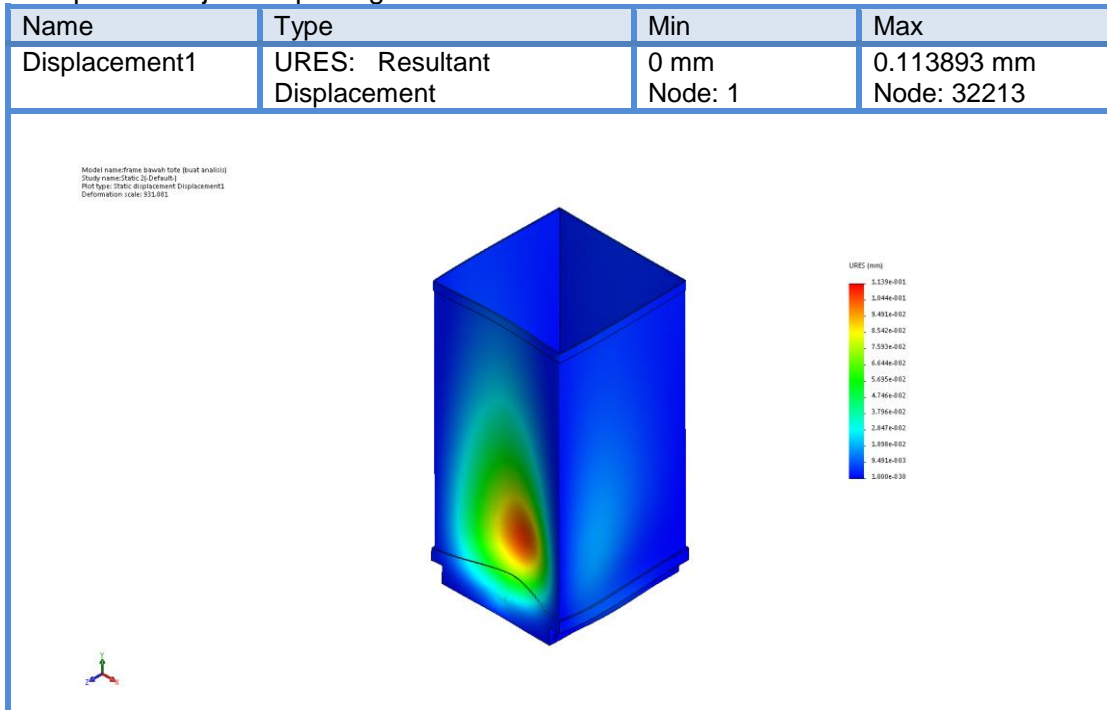 Name Type Min Max
Displacement1 URES: Resultant Displacement 0 mm Node: 1 0.113893 mm Node: 32213
Model name:frame bawah tote (buat analisis)
Study name:Static 2(-Default-)
Plot type: Static displacement Displacement1
Deformation scale: 931.881
URES (mm)
1.139e-001
1.044e-001
9.491e-002
8.542e-002
7.593e-002
6.644e-002
5.695e-002
4.746e-002
3.796e-002
2.847e-002
1.898e-002
9.491e-003
1.000e-030
Y
Z
X